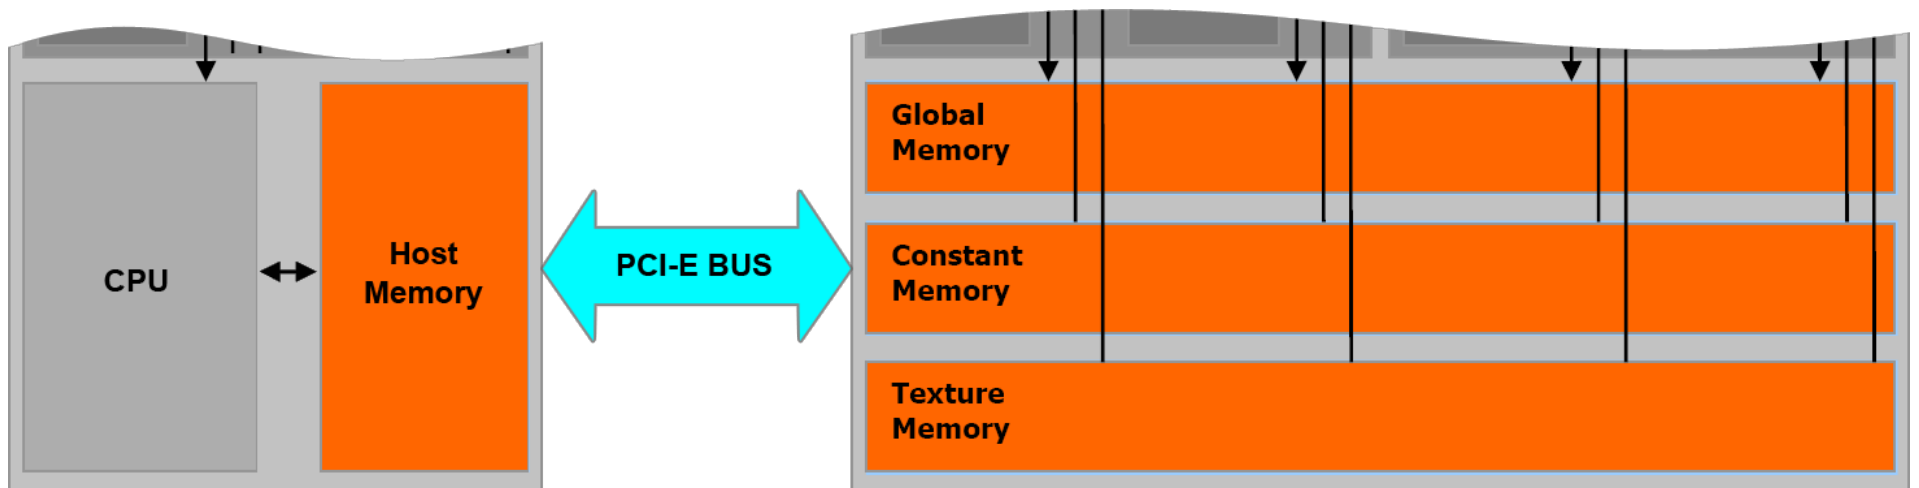 CPU
Host
Memory
PCI-E BUS
Global
Memory
Constant
Memory
Texture
Memory